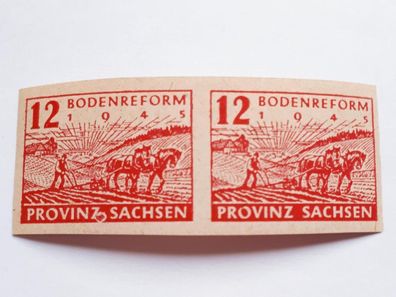 12 BODENREFORM
1945
PROVINZ SACHSEN
12 BODENREFORM
1945
PROVINZ SACHSEN